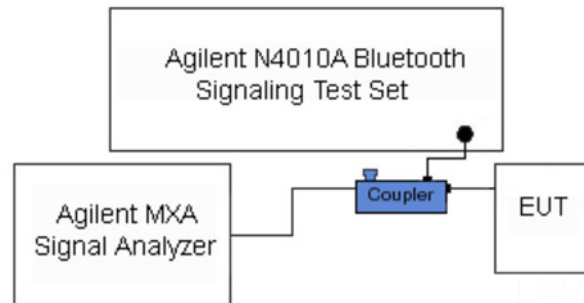 Agilent N4010A Bluetooth
Signaling Test Set
Coupler
Agilent MXA
Signal Analyzer
EUT